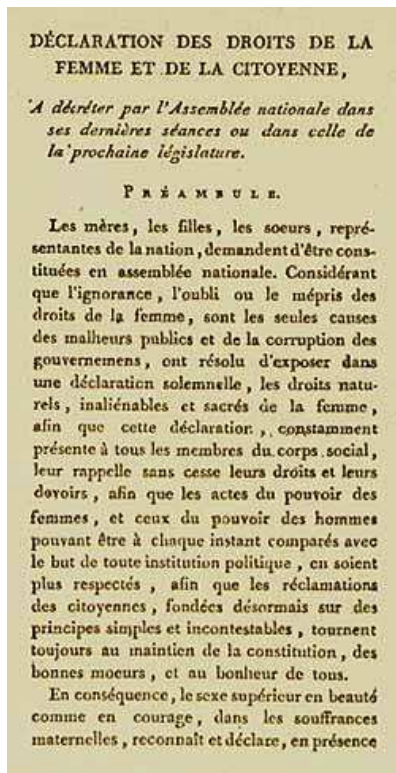 DÉCLARATION DES DROITS DE LA
FEMME ET DE LA CITOYENNE,
A décréter par l'Assemblée nationale dans
ses dernières séances ou dans celle de
la prochaine législature.
PRÉAMBULE.
Les mères, les filles, les soeurs, repré-
sentantes de la nation, demandent d'être cons-
tituées en assemblée nationale. Considérant
que l'ignorance, l'oubli ou le mépris des
droits de la femme, sont les seules causes
des malheurs publics et de la corruption des
gouvernemens, ont résolu d'exposer dans
une déclaration solemnelle, les droits natu-
rels, inaliénables et sacrés de la femme,
afin que cette déclaration, constamment
présente à tous les membres du corps social,
leur rappelle sans cesse leurs droits et leurs
devoirs, afin que les actes du pouvoir des
femmes, et ceux du pouvoir des hommes
pouvant être à chaque instant comparés avec
le but de toute institution politique, en soient
plus respectés, afin que les réclamations
des citoyennes, fondées désormais sur des
principes simples et incontestables, tournent
toujours au maintien de la constitution, des
bonnes moeurs, et au bonheur de tous.
En conséquence, le sexe supérieur en beauté
comme en courage, dans les souffrances
maternelles, reconnaît et déclare, en présence